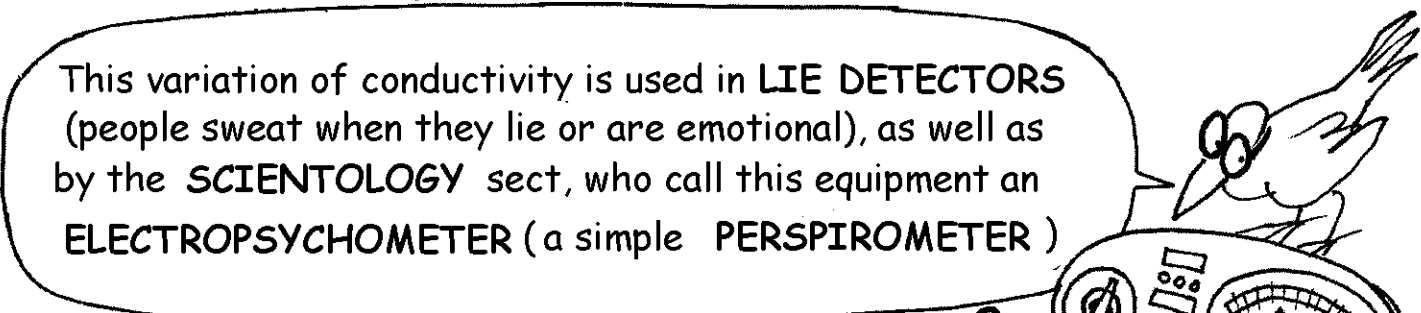 This variation of conductivity is used in LIE DETECTORS
(people sweat when they lie or are emotional), as well as
by the SCIENTOLOGY sect, who call this equipment an
ELECTROPSYCHOMETER (a simple PERSPIROMETER)